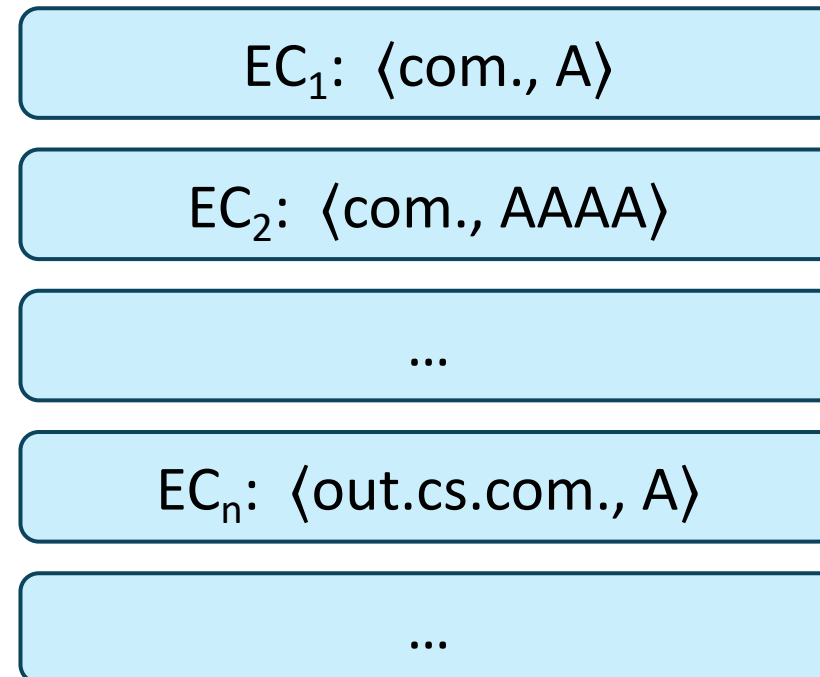 EC₁: ⟨com., A⟩
EC₂: ⟨com., AAAA⟩
...
ECₙ: ⟨out.cs.com., A⟩
...